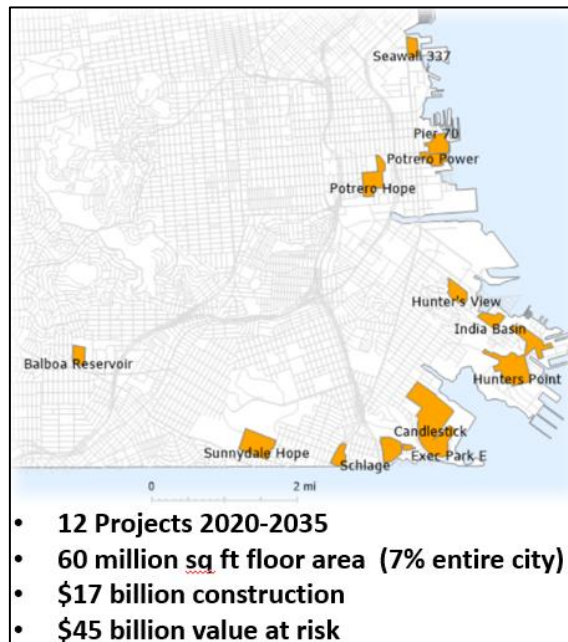 Seawall 337
Pier 70
Potrero Power
Potrero Hope
Hunter's View
India Basin
Balboa Reservoir
Hunters Point
Candlestick
Sunnydale Hope
Schlage
Exec Park E
0 2 mi
• 12 Projects 2020-2035
• 60 million sq ft floor area (7% entire city)
• $17 billion construction
• $45 billion value at risk